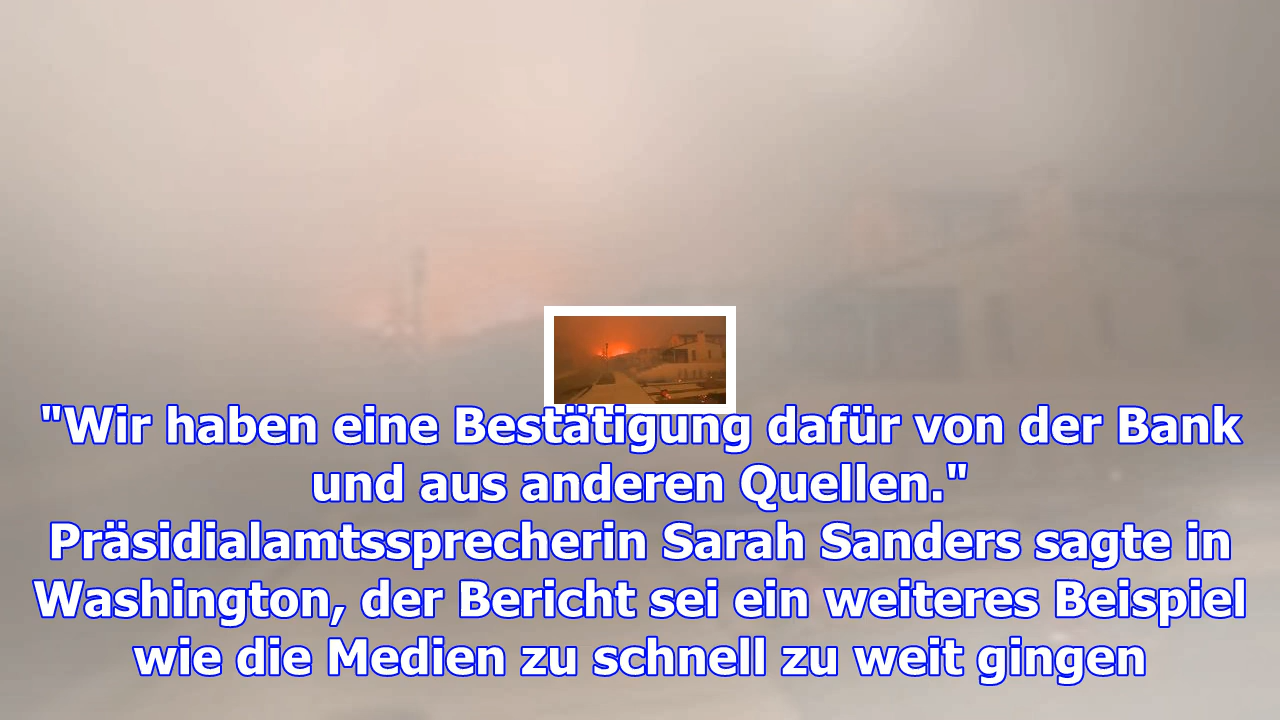 "Wir haben eine Bestätigung dafür von der Bank
und aus anderen Quellen."
Präsidialamtssprecherin Sarah Sanders sagte in
Washington, der Bericht sei ein weiteres Beispiel
wie die Medien zu schnell zu weit gingen